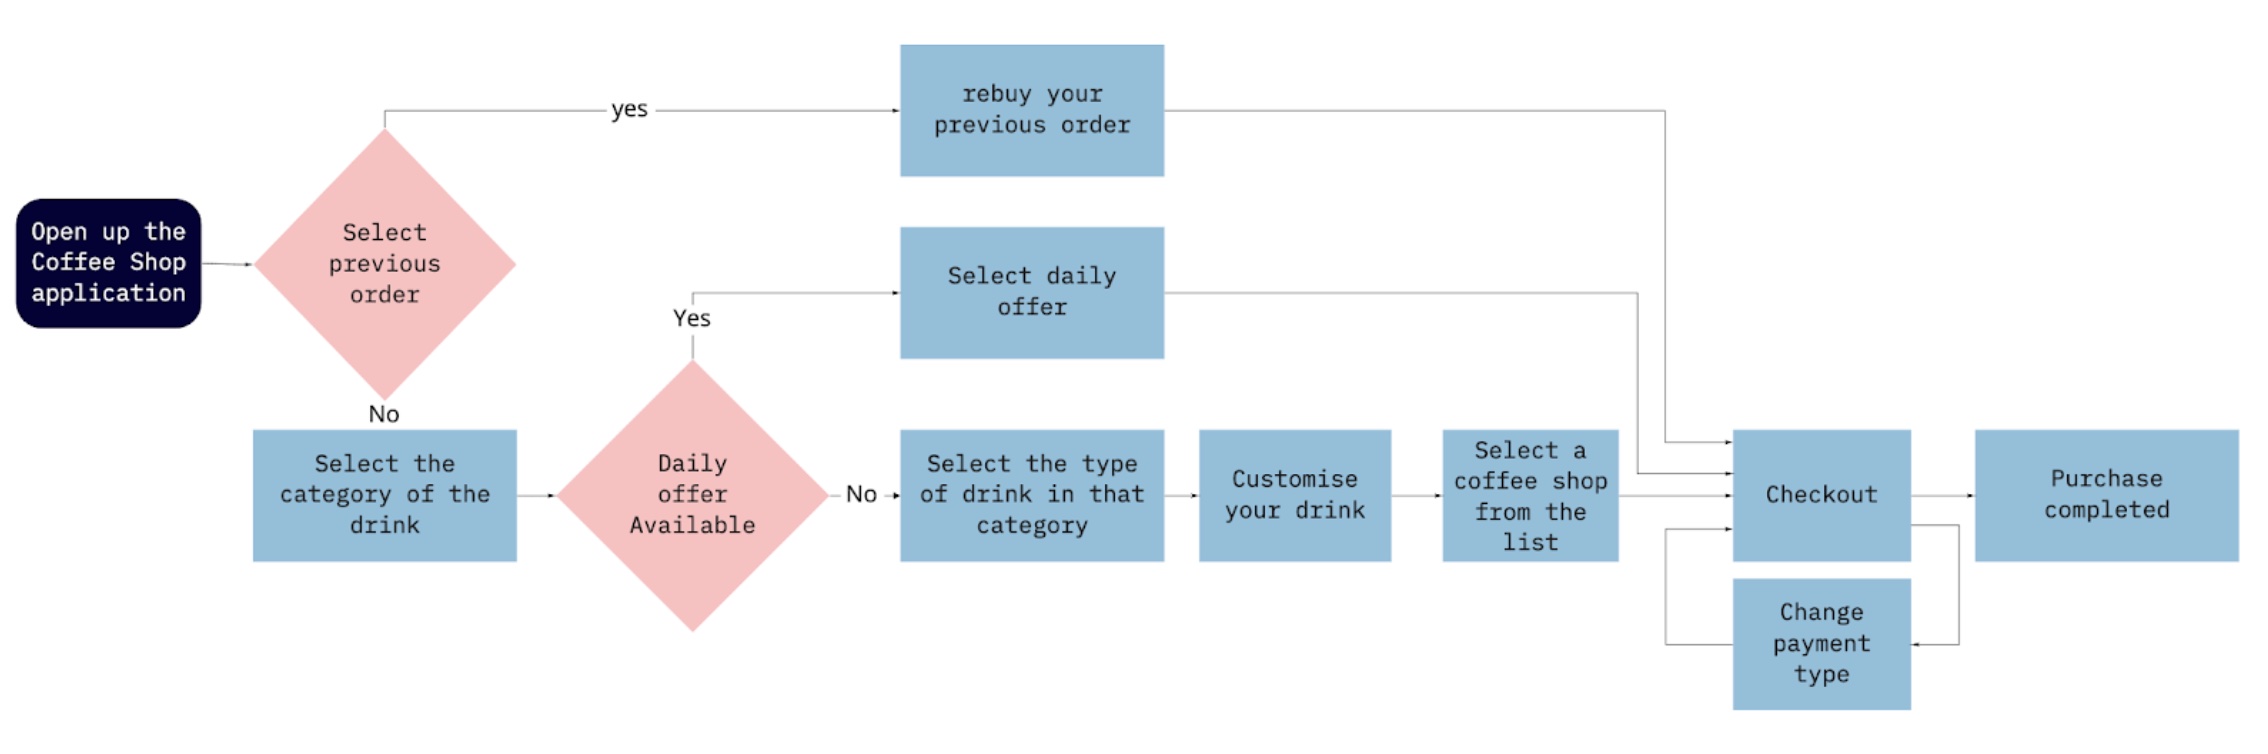 Open up the
Coffee Shop
application
Select
previous
order
yes
rebuy your
previous order
No
Select the
category of the
drink
Daily
offer
Available
Yes
Select daily
offer
No
Select the type
of drink in that
category
Customise
your drink
Select a
coffee shop
from the
list
Checkout
Change
payment
type
Purchase
completed